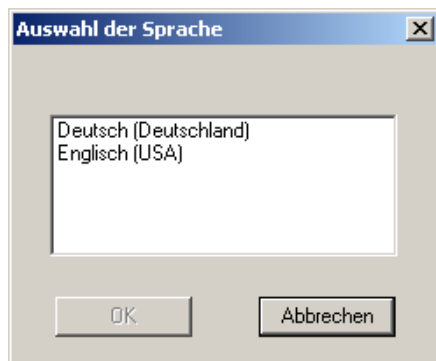 Auswahl der Sprache
Deutsch (Deutschland)
Englisch (USA)
OK
Abbrechen